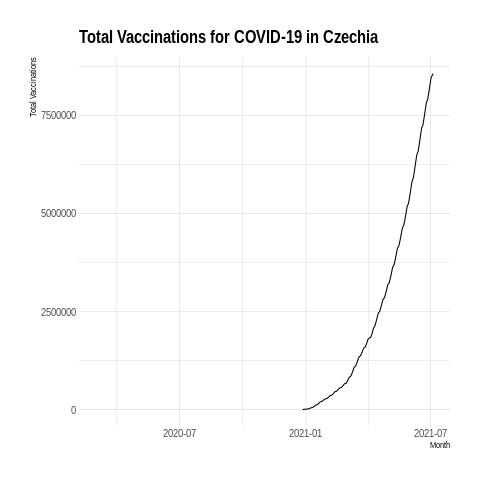 Total Vaccinations for COVID-19 in Czechia
Total Vaccinations
7500000
5000000
2500000
0
2020-07
2021-01
2021-07
Month